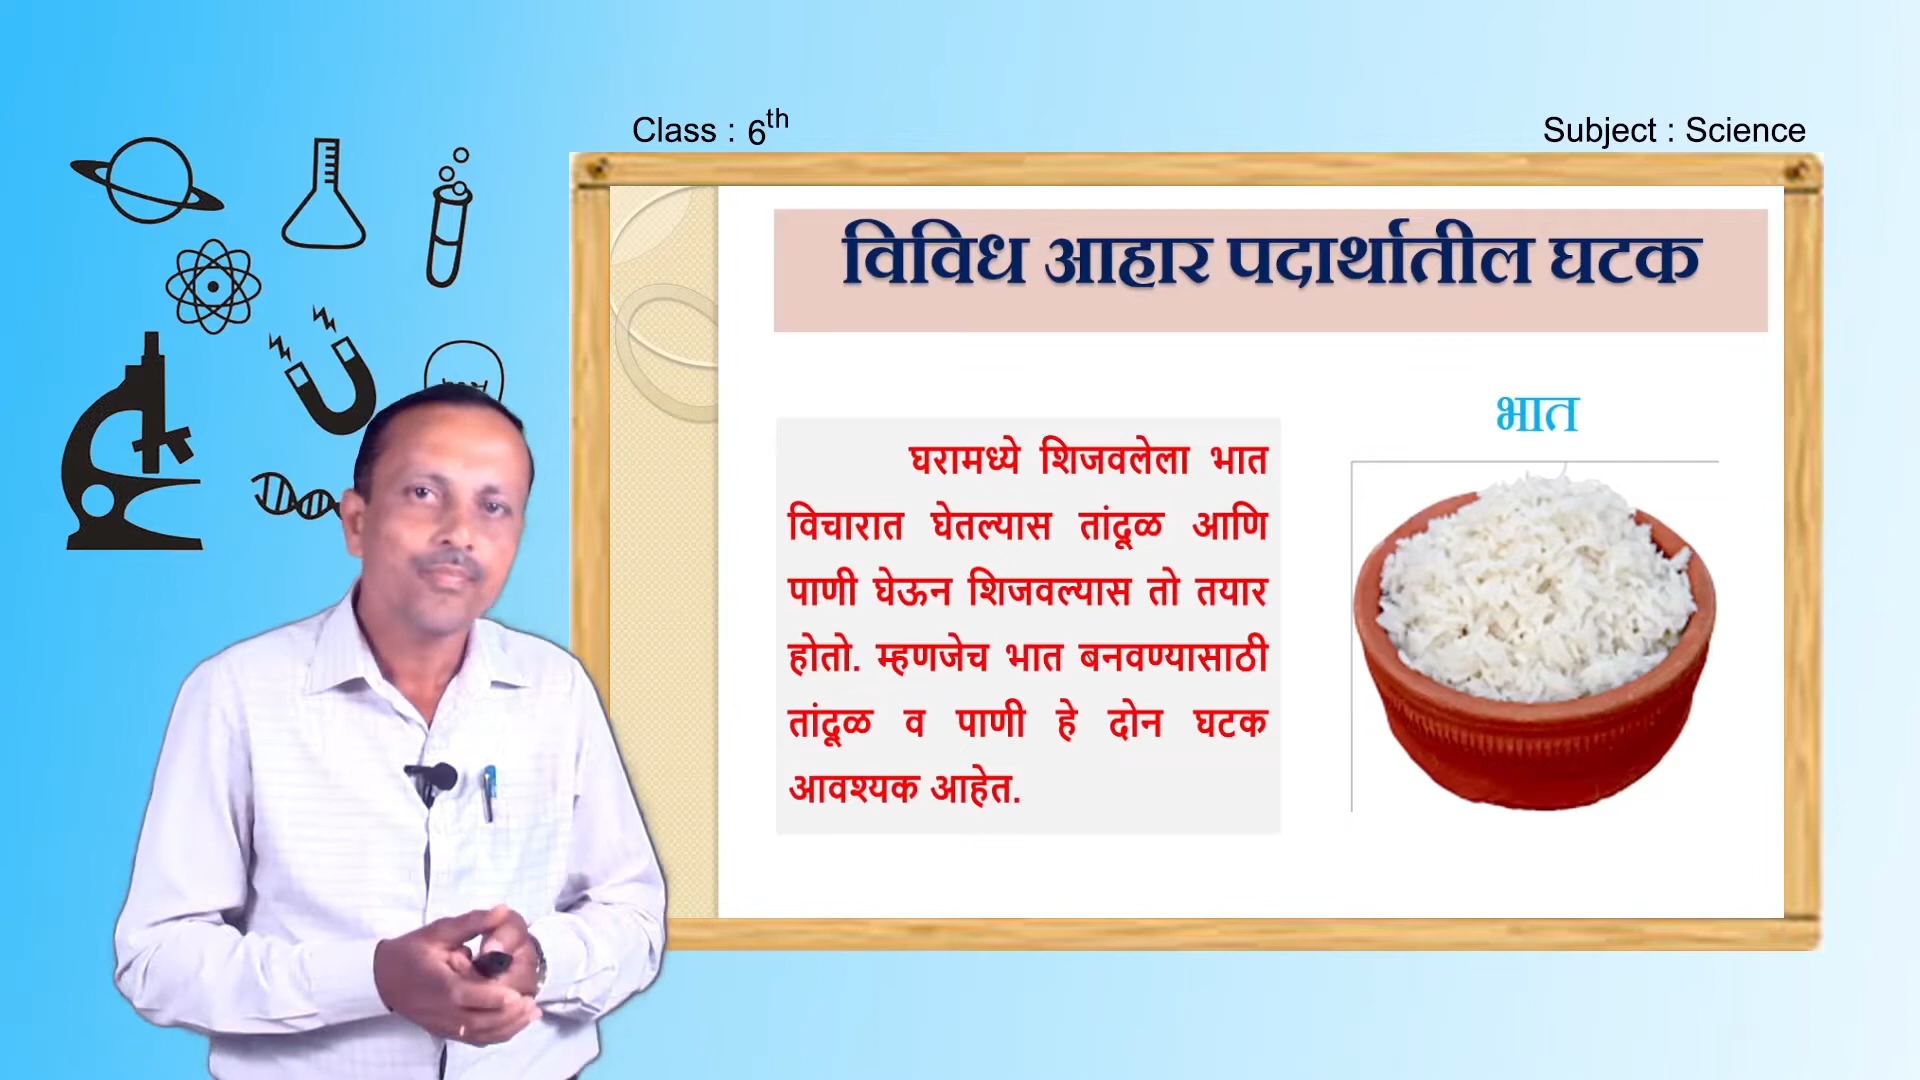 Class : 6th
Subject : Science
विविध आहार पदार्थातील घटक
भात
घरामध्ये शिजवलेला भात
विचारात घेतल्यास तांदूळ आणि
पाणी घेऊन शिजवल्यास तो तयार
होतो. म्हणजेच भात बनवण्यासाठी
तांदूळ व पाणी हे दोन घटक
आवश्यक आहेत.